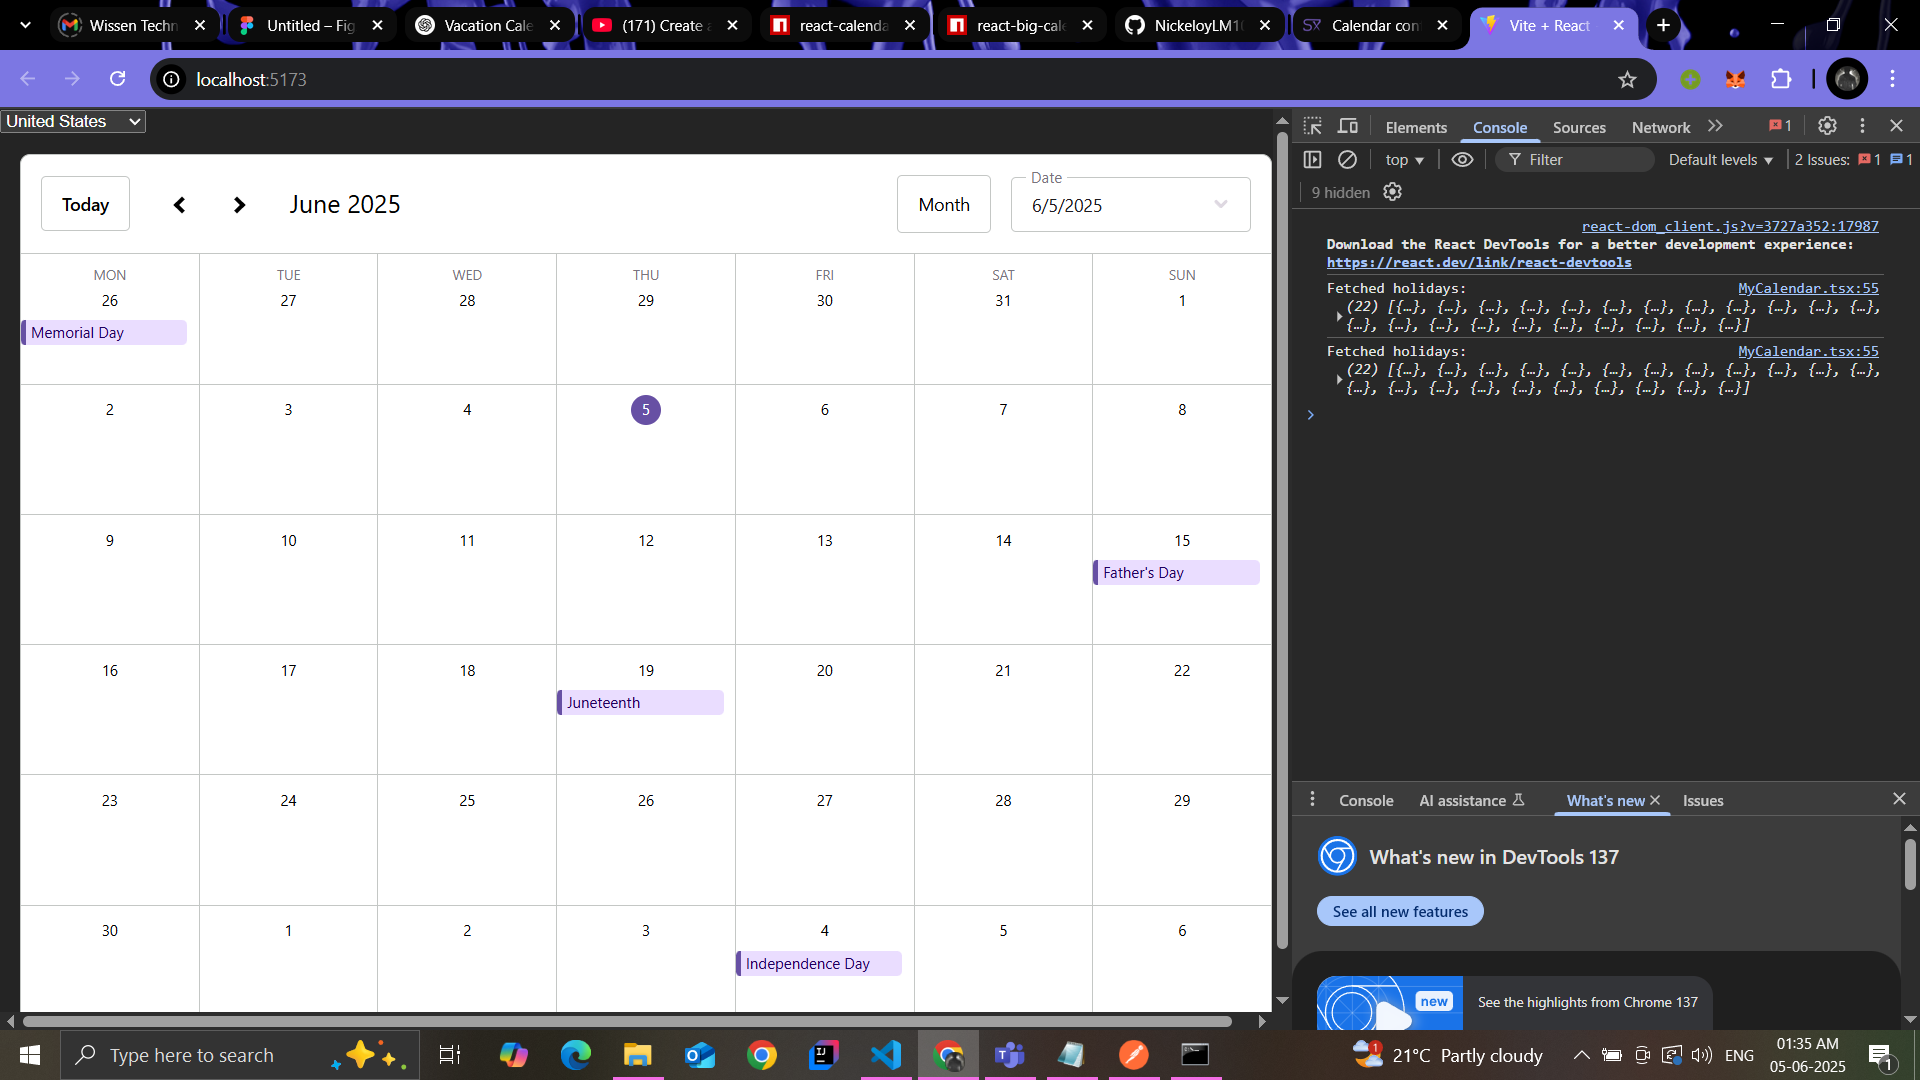 Wissen Techn
Untitled – Fig
Vacation Cale
(171) Create a
react-calenda
react-big-cale
NickeloyLM10
Calendar con
Vite + React
localhost:5173
United States
Today
June 2025
Month
Date
6/5/2025
MON TUE WED THU FRI SAT SUN
26 27 28 29 30 31 1
Memorial Day
2 3 4 5 6 7 8
9 10 11 12 13 14 15
Father's Day
16 17 18 19 20 21 22
Juneteenth
23 24 25 26 27 28 29
30 1 2 3 4 5 6
Independence Day
Elements Console Sources Network 1
top Filter Default levels 2 Issues: 1 1
9 hidden
react-dom_client.js?v=3727a352:17987
Download the React DevTools for a better development experience:
https://react.dev/link/react-devtools
Fetched holidays: MyCalendar.tsx:55
(22) [{…}, {…}, {…}, {…}, {…}, {…}, {…}, {…}, {…}, {…}, {…}, {…},
{…}, {…}, {…}, {…}, {…}, {…}, {…}, {…}, {…}, {…}]
Fetched holidays: MyCalendar.tsx:55
(22) [{…}, {…}, {…}, {…}, {…}, {…}, {…}, {…}, {…}, {…}, {…}, {…},
{…}, {…}, {…}, {…}, {…}, {…}, {…}, {…}, {…}, {…}]
Console AI assistance What's new Issues
What's new in DevTools 137
See all new features
new
See the highlights from Chrome 137
Type here to search
1
21°C Partly cloudy
ENG
01:35 AM
05-06-2025
1